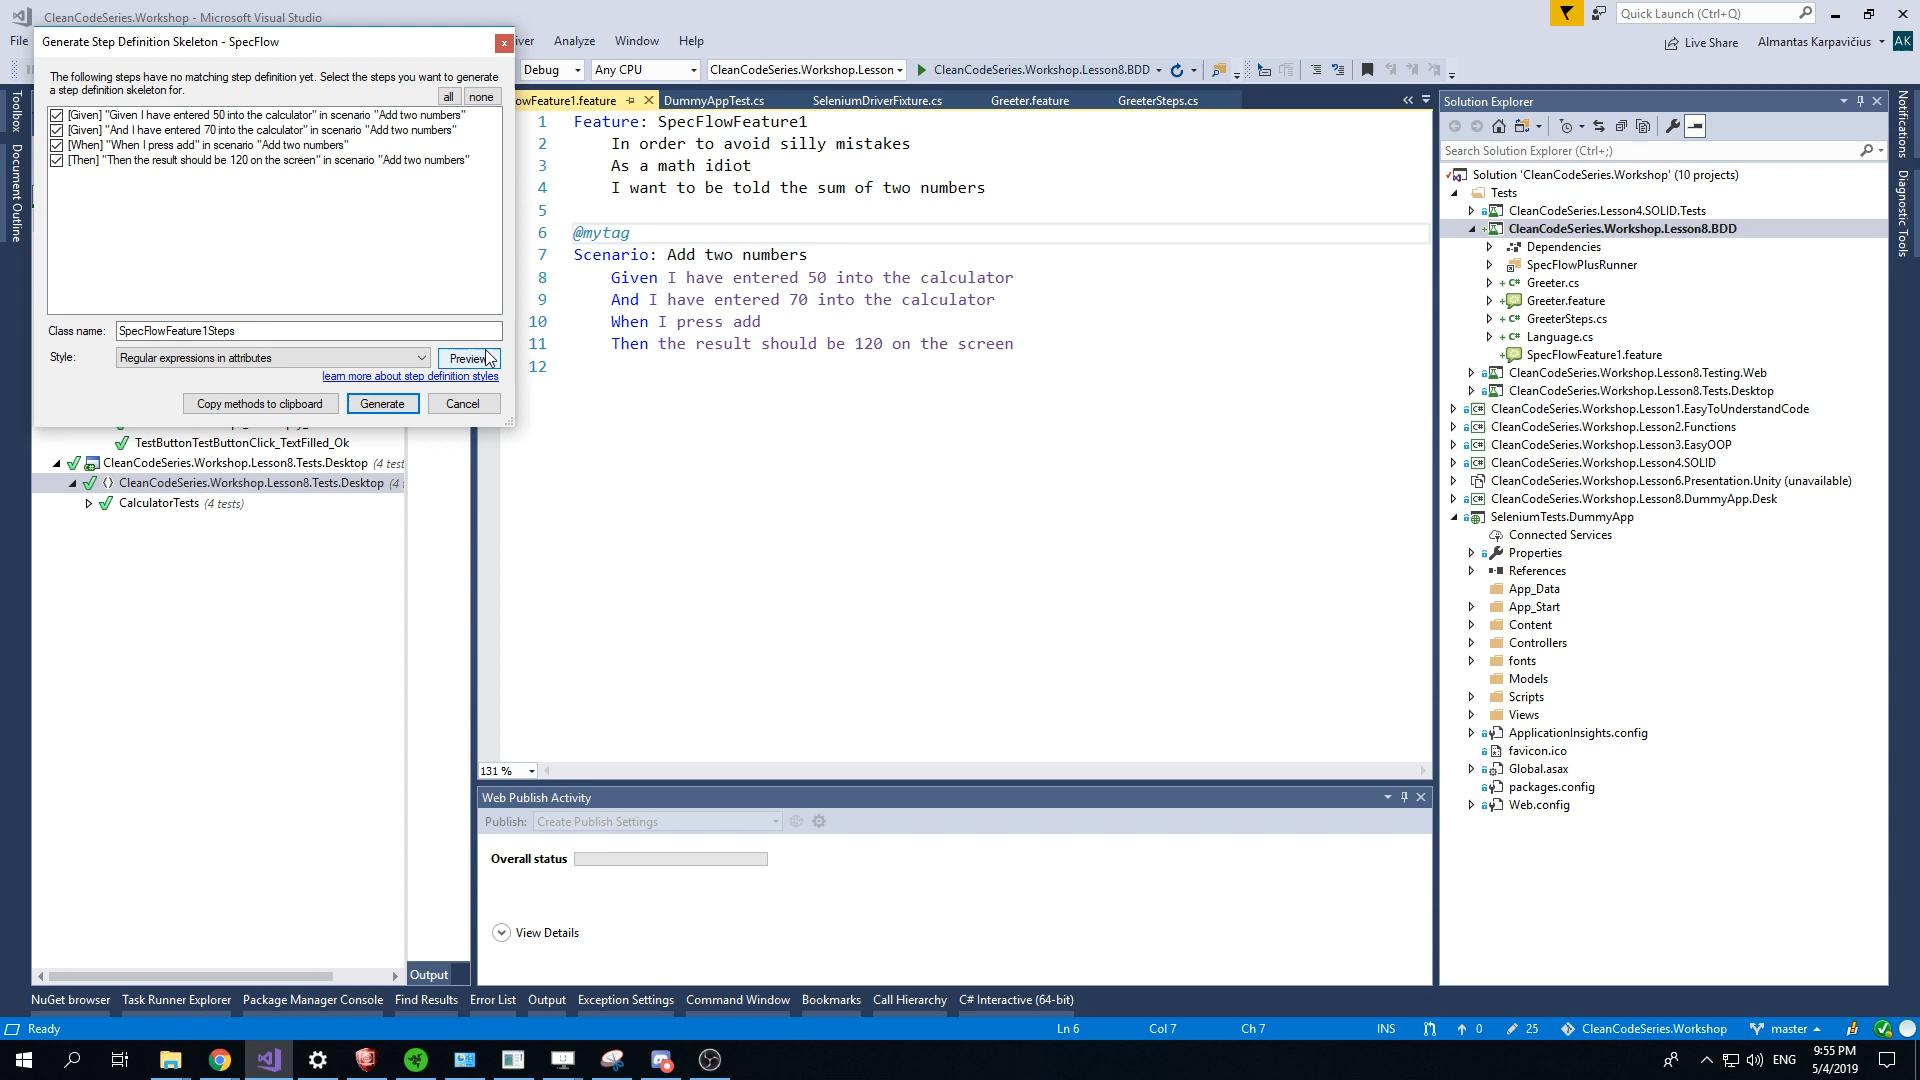 CleanCodeSeries.Workshop - Microsoft Visual Studio
Quick Launch (Ctrl+Q)
File
Analyze
Window
Help
Live Share
Almantas Karpavičius
AK
Debug
Any CPU
CleanCodeSeries.Workshop.Lesson
CleanCodeSeries.Workshop.Lesson8.BDD
Generate Step Definition Skeleton - SpecFlow
The following steps have no matching step definition yet. Select the steps you want to generate
a step definition skeleton for.
all
none
[Given] "Given I have entered 50 into the calculator" in scenario "Add two numbers"
[Given] "And I have entered 70 into the calculator" in scenario "Add two numbers"
[When] "When I press add" in scenario "Add two numbers"
[Then] "Then the result should be 120 on the screen" in scenario "Add two numbers"
Class name:
SpecFlowFeature1Steps
Style:
Regular expressions in attributes
Preview
learn more about step definition styles
Copy methods to clipboard
Generate
Cancel
Toolbox
Document Outline
TestButtonTestButtonClick_TextFilled_Ok
CleanCodeSeries.Workshop.Lesson8.Tests.Desktop (4 test
CleanCodeSeries.Workshop.Lesson8.Tests.Desktop (4
CalculatorTests (4 tests)
owFeature1.feature
DummyAppTest.cs
SeleniumDriverFixture.cs
Greeter.feature
GreeterSteps.cs
1 Feature: SpecFlowFeature1
2 In order to avoid silly mistakes
3 As a math idiot
4 I want to be told the sum of two numbers
5
6 @mytag
7 Scenario: Add two numbers
8 Given I have entered 50 into the calculator
9 And I have entered 70 into the calculator
10 When I press add
11 Then the result should be 120 on the screen
12
131 %
Web Publish Activity
Publish:
Create Publish Settings
Overall status
View Details
Output
Solution Explorer
Search Solution Explorer (Ctrl+;)
Solution 'CleanCodeSeries.Workshop' (10 projects)
Tests
CleanCodeSeries.Lesson4.SOLID.Tests
CleanCodeSeries.Workshop.Lesson8.BDD
Dependencies
SpecFlowPlusRunner
Greeter.cs
Greeter.feature
GreeterSteps.cs
Language.cs
SpecFlowFeature1.feature
CleanCodeSeries.Workshop.Lesson8.Testing.Web
CleanCodeSeries.Workshop.Lesson8.Tests.Desktop
CleanCodeSeries.Workshop.Lesson1.EasyToUnderstandCode
CleanCodeSeries.Workshop.Lesson2.Functions
CleanCodeSeries.Workshop.Lesson3.EasyOOP
CleanCodeSeries.Workshop.Lesson4.SOLID
CleanCodeSeries.Workshop.Lesson6.Presentation.Unity (unavailable)
CleanCodeSeries.Workshop.Lesson8.DummyApp.Desk
SeleniumTests.DummyApp
Connected Services
Properties
References
App_Data
App_Start
Content
Controllers
fonts
Models
Scripts
Views
ApplicationInsights.config
favicon.ico
Global.asax
packages.config
Web.config
Notifications
Diagnostic Tools
NuGet browser
Task Runner Explorer
Package Manager Console
Find Results
Error List
Output
Exception Settings
Command Window
Bookmarks
Call Hierarchy
C# Interactive (64-bit)
Ready
Ln 6
Col 7
Ch 7
INS
0
25
CleanCodeSeries.Workshop
master
ENG
9:55 PM
5/4/2019